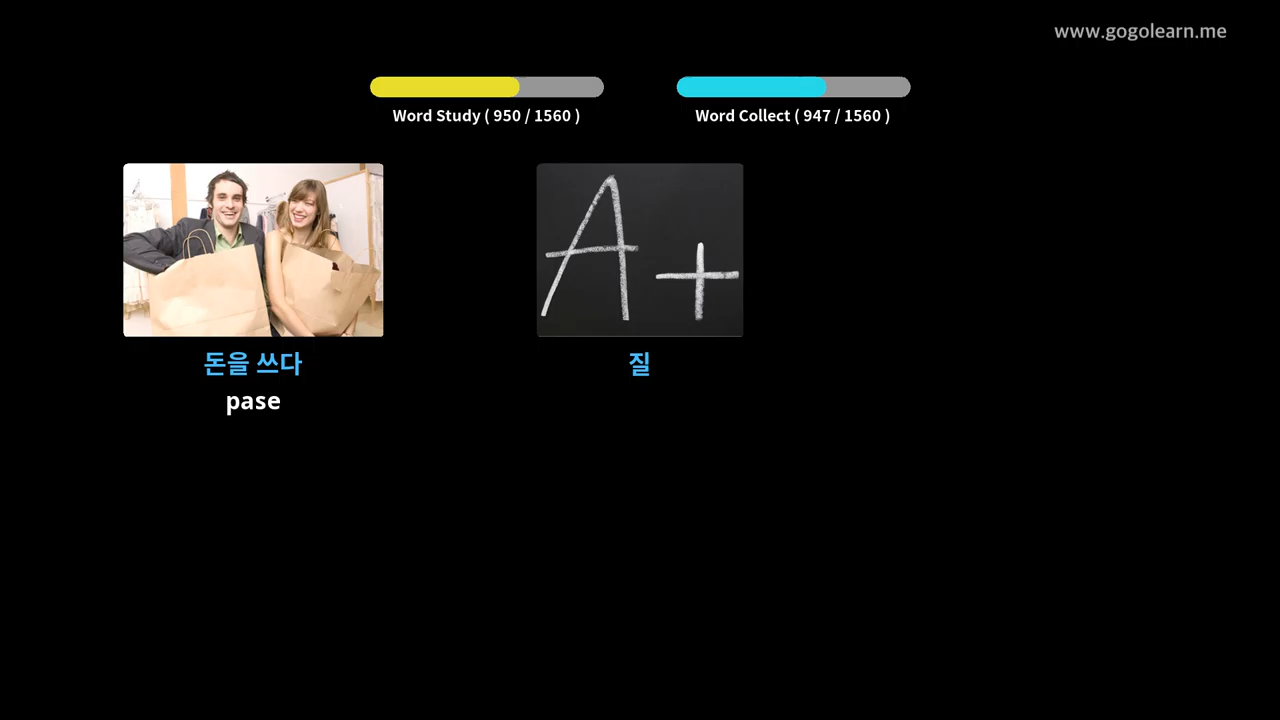 www.gogolearn.me
Word Study ( 950 / 1560 )
Word Collect ( 947 / 1560 )
A+
돈을 쓰다
질
pase